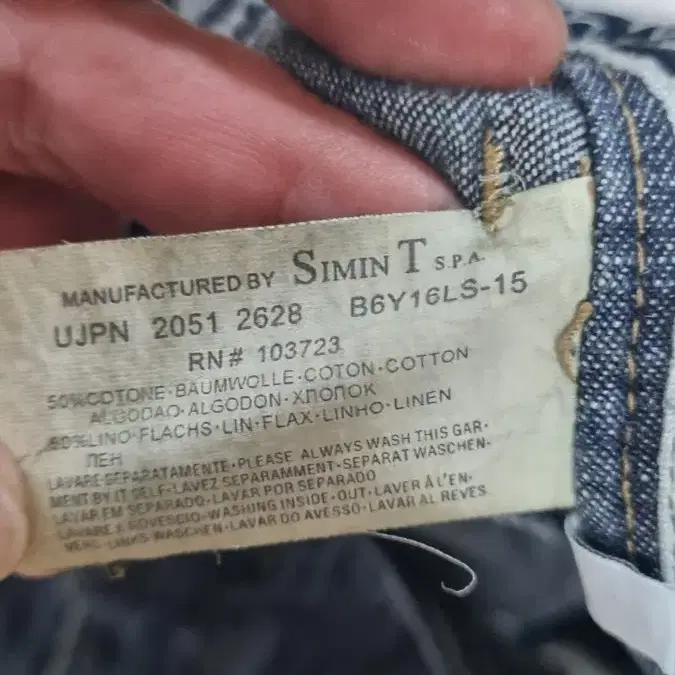 MANUFACTURED BY SIMIN T S.P.A.
UJPN 2051 2628 B6Y16LS-15
RN# 103723
50%COTONE·BAUMWOLLE·COTON·COTTON
ALGODAO·ALGODON·ХЛОПОК
50%LINO·FLACHS·LIN·FLAX·LINHO·LINEN
ЛЕН
LAVARE SEPARATAMENTE·PLEASE ALWAYS WASH THIS GAR-
MENT BY IT SELF·LAVEZ SEPARAMMENT·SEPARAT WASCHEN·
LAVAR EM SEPARADO·LAVAR POR SEPARADO
LAVARE A ROVESCIO·WASHING INSIDE·OUT·LAVER À L'EN-
VERS·LINKS WASCHEN·LAVAR DO AVESSO·LAVAR AL REVES